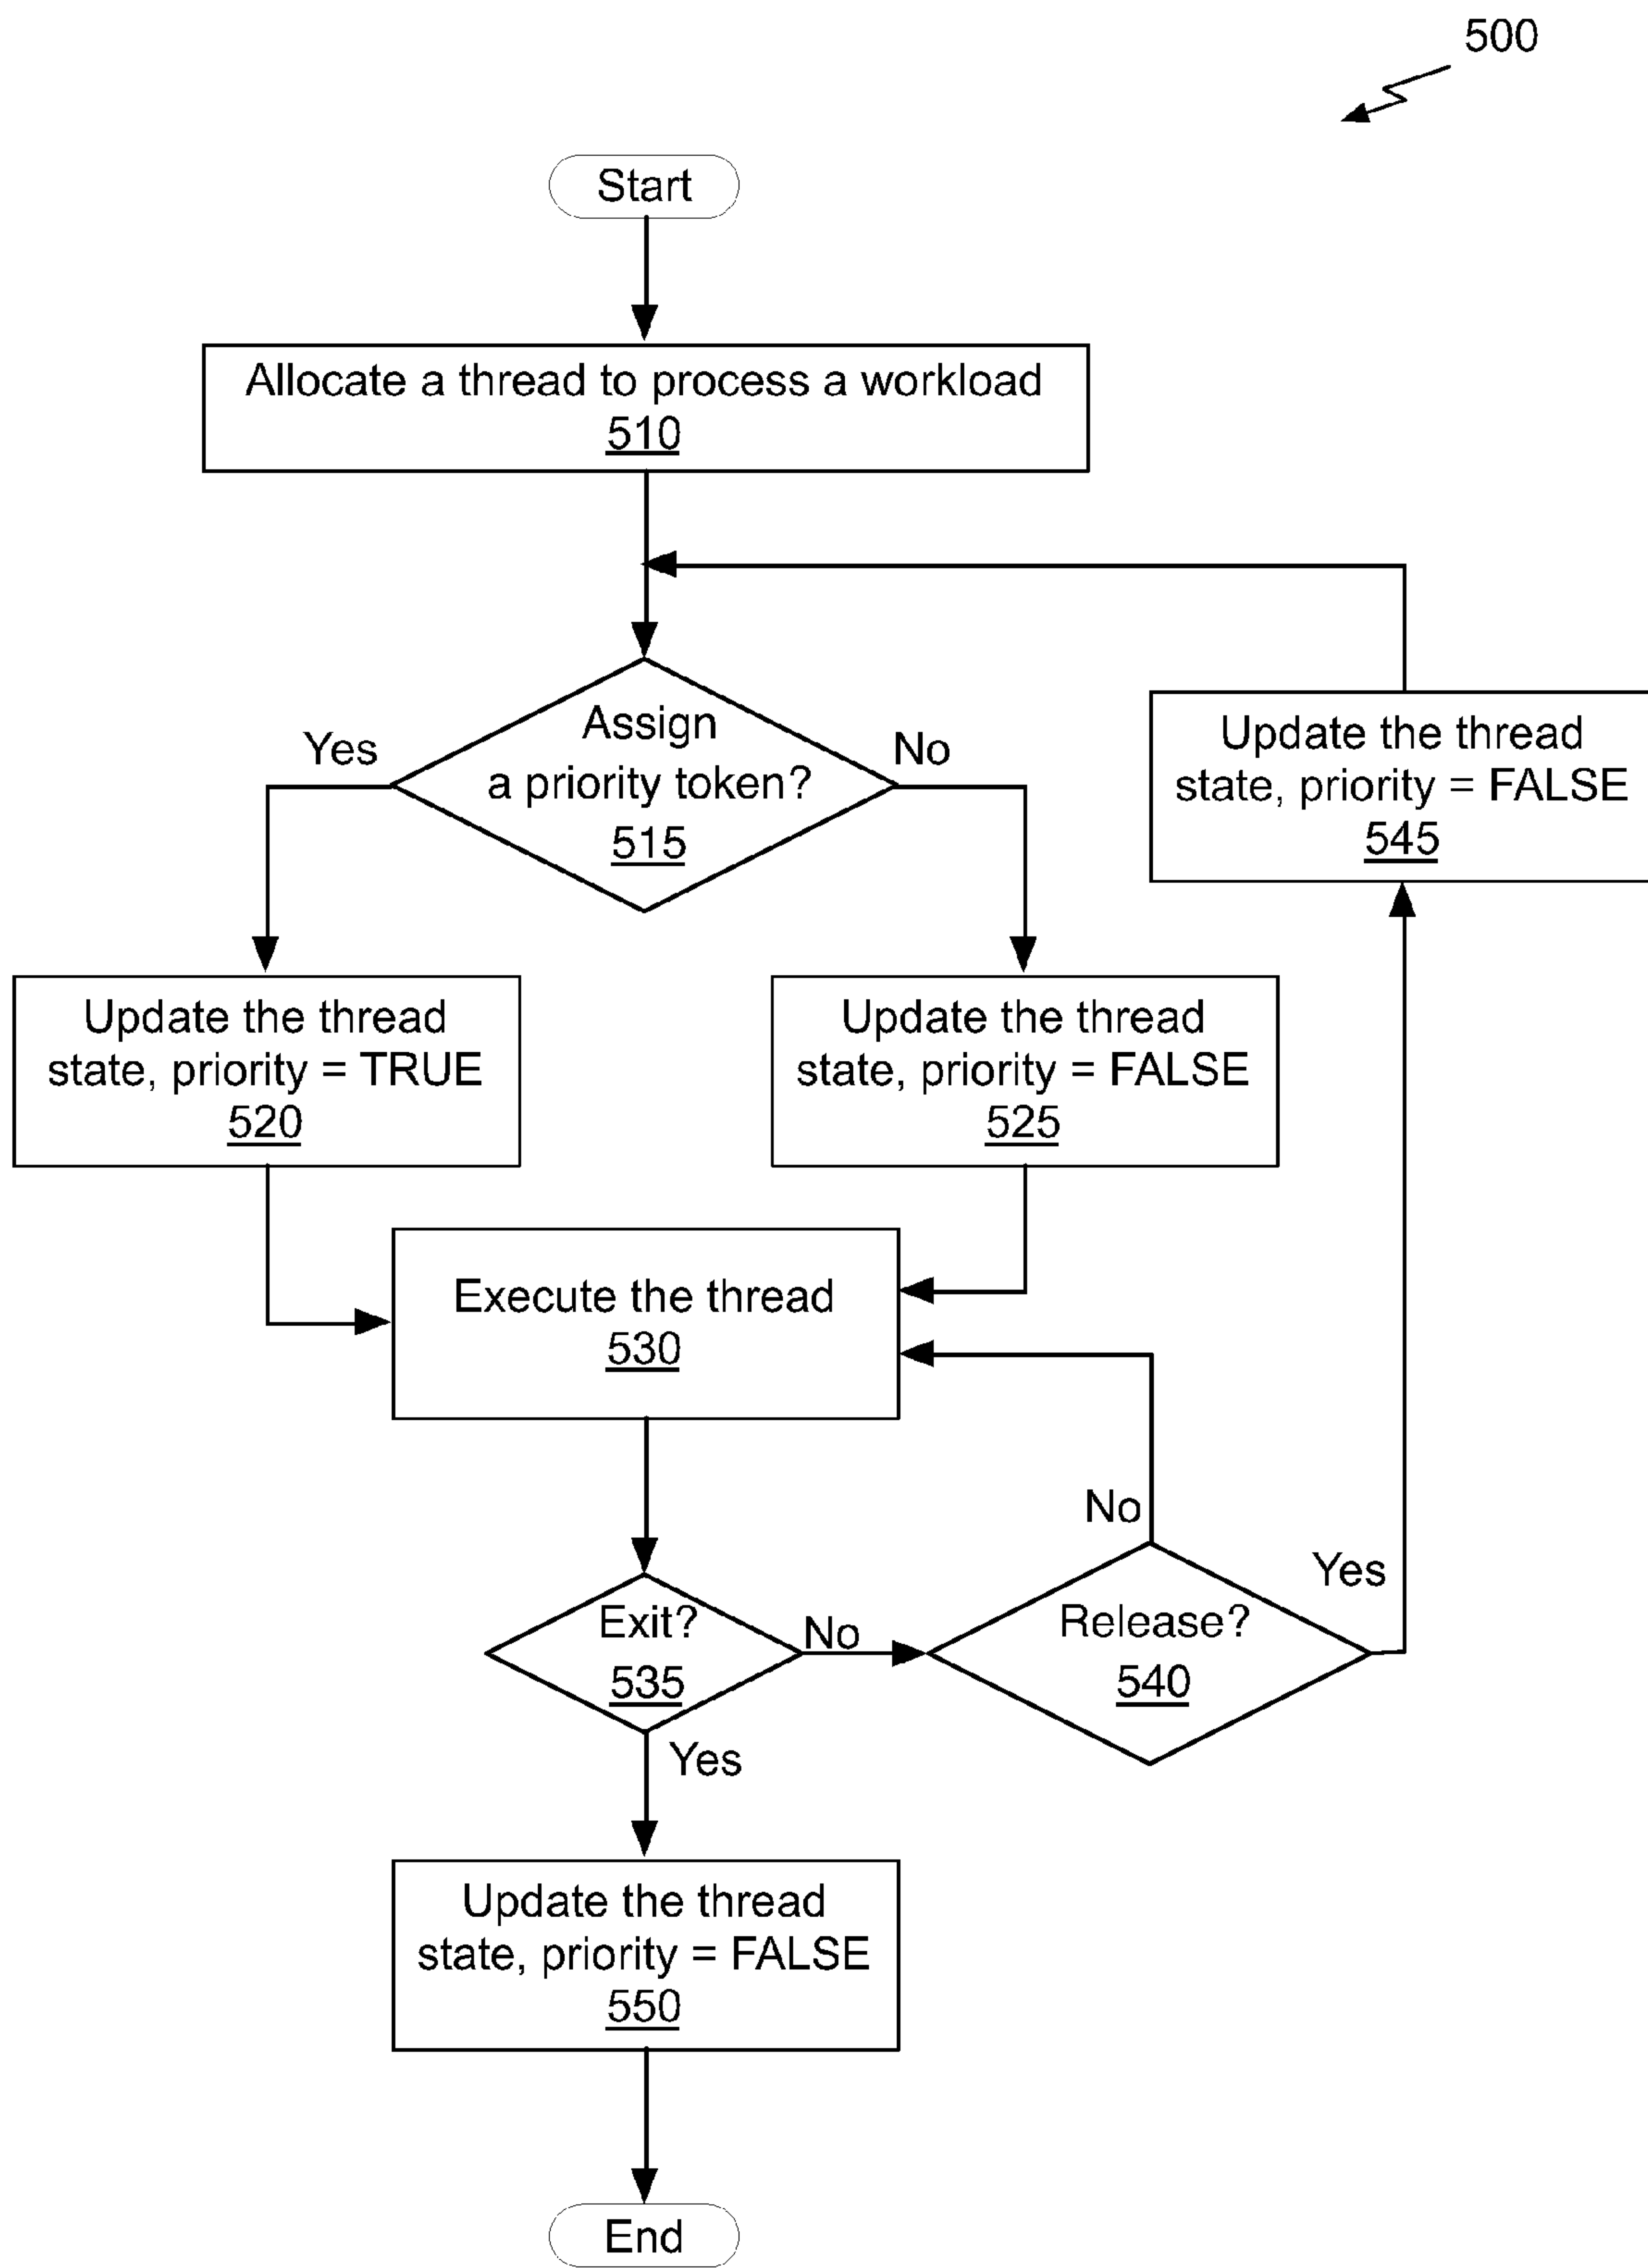 500
Start
Allocate a thread to process a workload
510
Assign
a priority token?
515
Yes
No
Update the thread
state, priority = FALSE
545
Update the thread
state, priority = TRUE
520
Update the thread
state, priority = FALSE
525
Execute the thread
530
No
Exit?
535
No
Release?
540
Yes
Yes
Update the thread
state, priority = FALSE
550
End